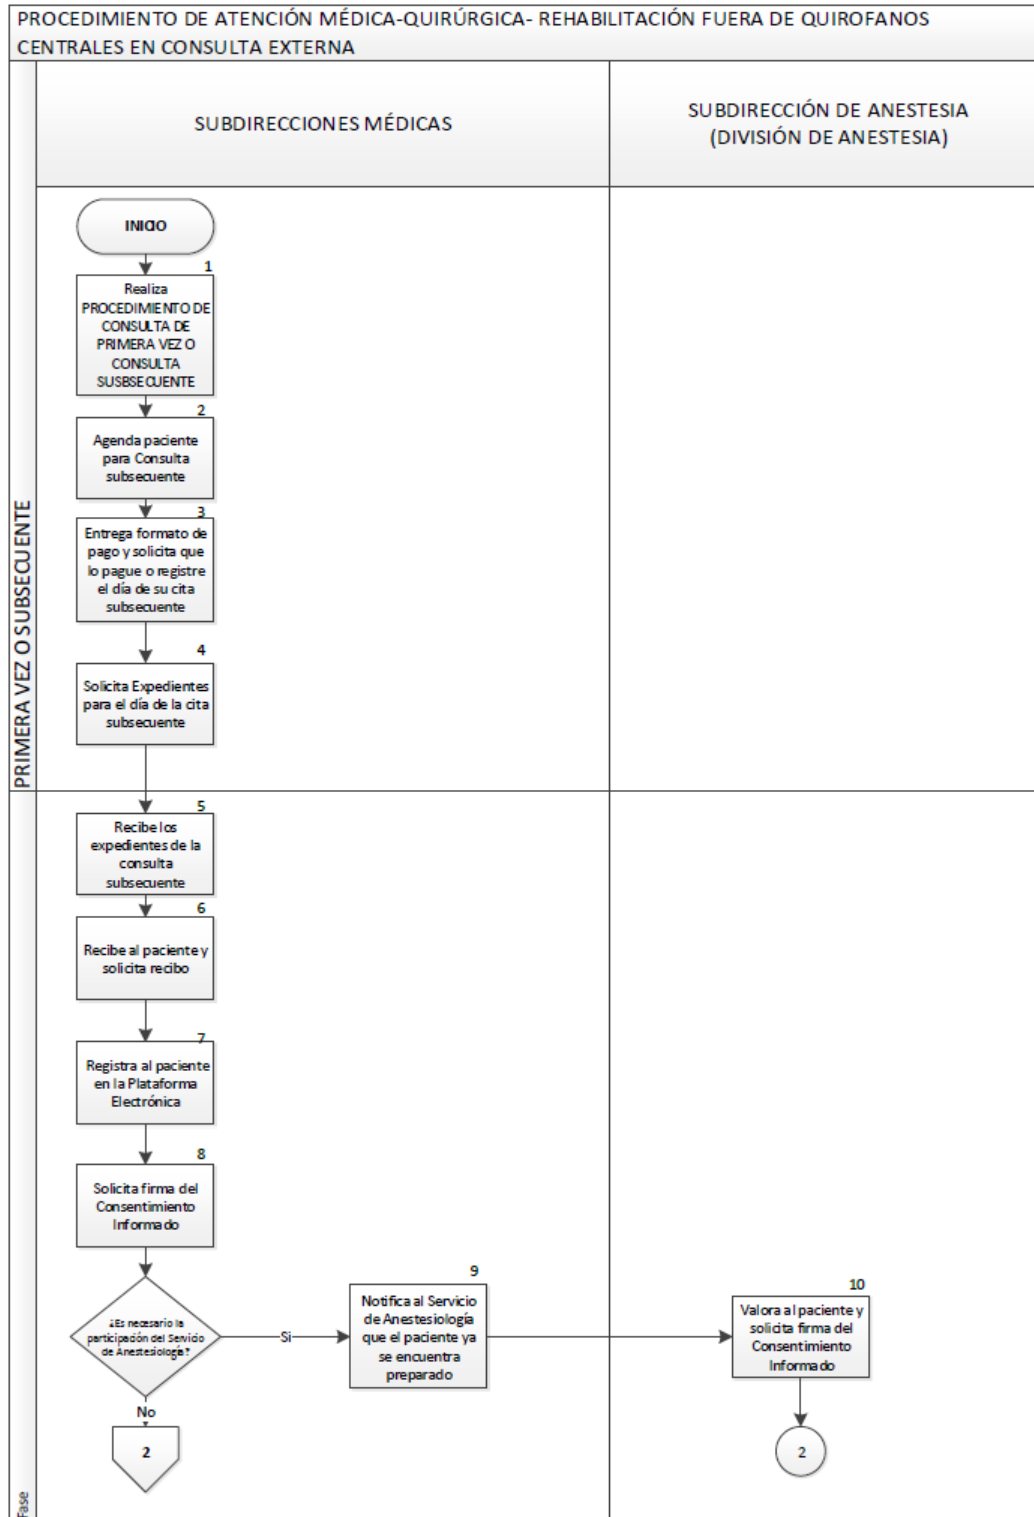 PROCEDIMIENTO DE ATENCIÓN MÉDICA-QUIRÚRGICA- REHABILITACIÓN FUERA DE QUIROFANOS
CENTRALES EN CONSULTA EXTERNA
SUBDIRECCIONES MÉDICAS
SUBDIRECCIÓN DE ANESTESIA
(DIVISIÓN DE ANESTESIA)
PRIMERA VEZ O SUBSECUENTE
INICIO
1
Realiza
PROCEDIMIENTO DE
CONSULTA DE
PRIMERA VEZ O
CONSULTA
SUSBSECUENTE
2
Agenda paciente
para Consulta
subsecuente
3
Entrega formato de
pago y solicita que
lo pague o registre
el día de su cita
subsecuente
4
Solicita Expedientes
para el día de la cita
subsecuente
5
Recibe los
expedientes de la
consulta
subsecuente
6
Recibe al paciente y
solicita recibo
7
Registra al paciente
en la Plataforma
Electrónica
8
Solicita firma del
Consentimiento
Informado
¿Es necesario la
participación del Servicio
de Anestesiología?
Si
9
Notifica al Servicio
de Anestesiología
que el paciente ya
se encuentra
preparado
10
Valora al paciente y
solicita firma del
Consentimiento
Informado
No
2
2
Fase